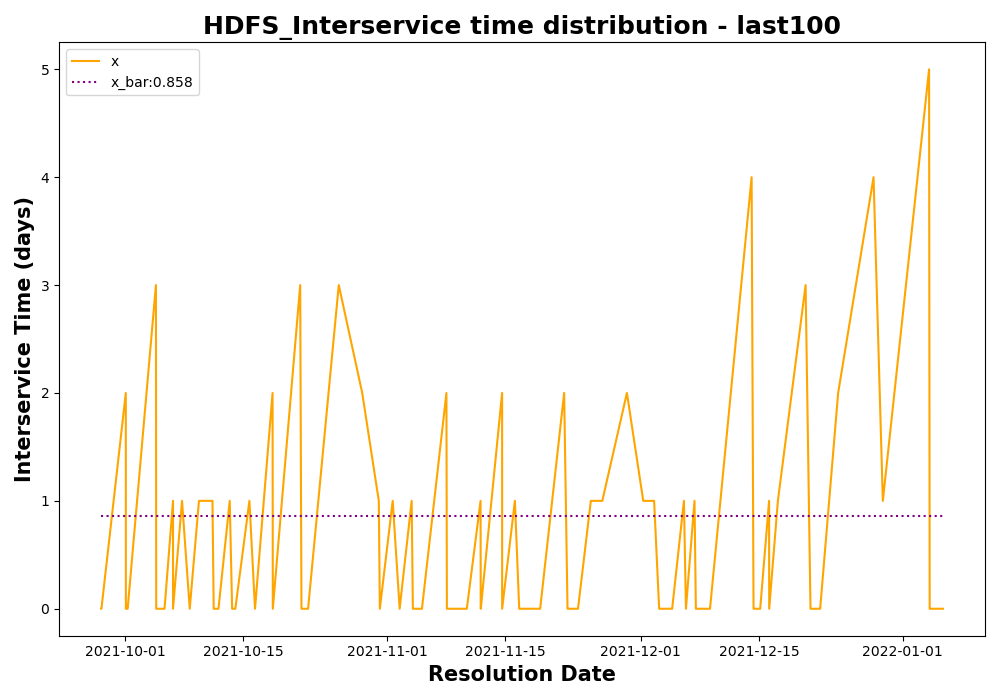 HDFS_Interservice time distribution - last100
x
x_bar:0.858
Interservice Time (days)
5
4
3
2
1
0
2021-10-01 2021-10-15 2021-11-01 2021-11-15 2021-12-01 2021-12-15 2022-01-01
Resolution Date